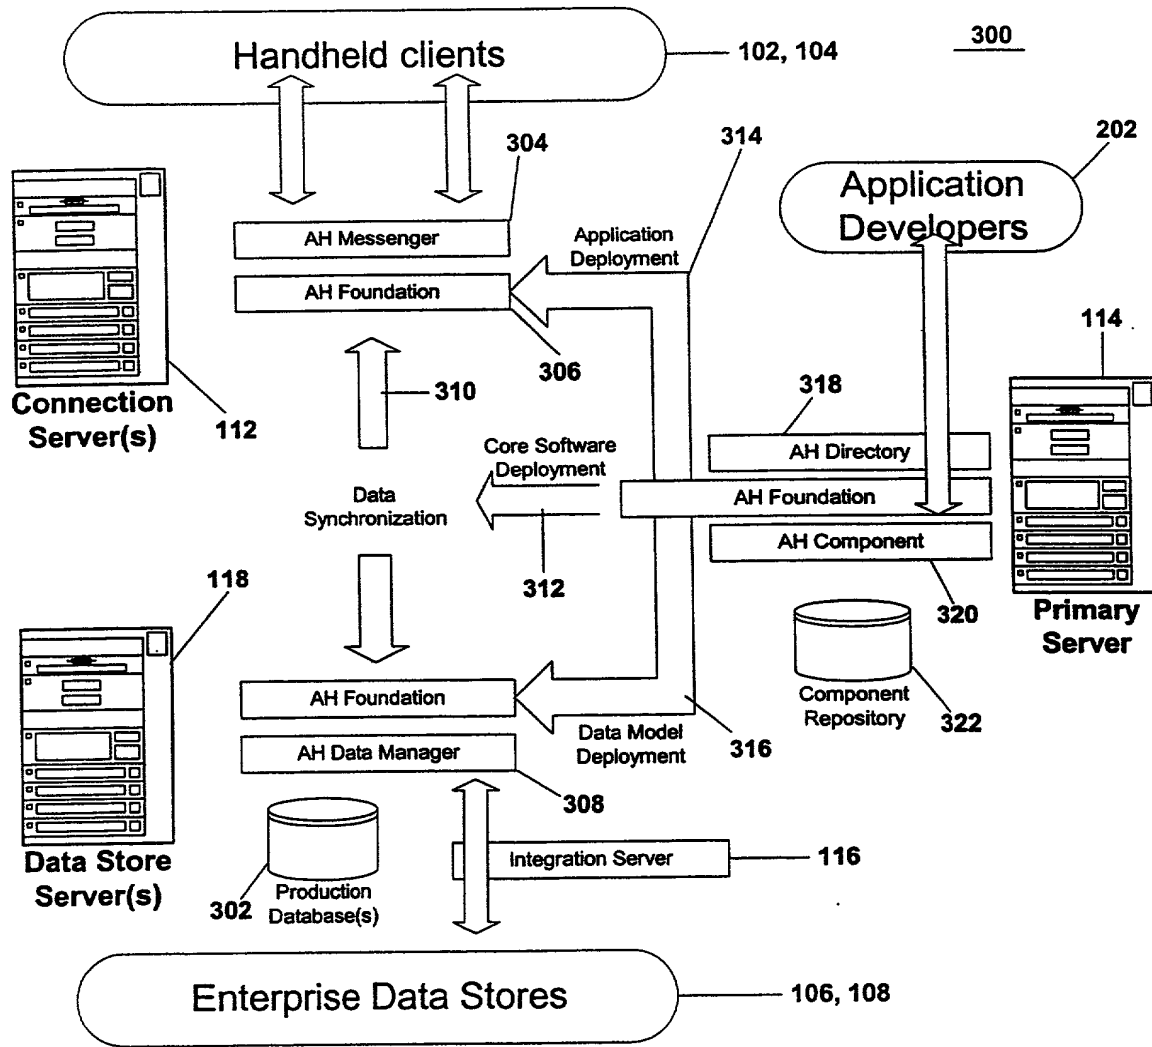 Handheld clients
102, 104
300
304
314
202
Application
Developers
AH Messenger
Application
Deployment
AH Foundation
306
114
310
318
Connection
Server(s)
112
AH Directory
Core Software
Deployment
AH Foundation
Data
Synchronization
AH Component
312
320
118
Primary
Server
Component
Repository
322
AH Foundation
Data Model
Deployment
316
AH Data Manager
308
Data Store
Server(s)
Integration Server
116
302
Production
Database(s)
Enterprise Data Stores
106, 108